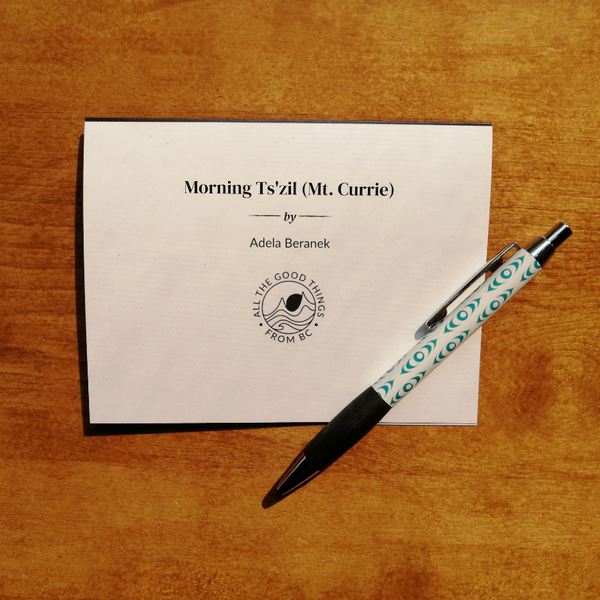 Morning Ts'zil (Mt. Currie)
by
Adela Beranek
ALL THE GOOD THINGS
• FROM BC •